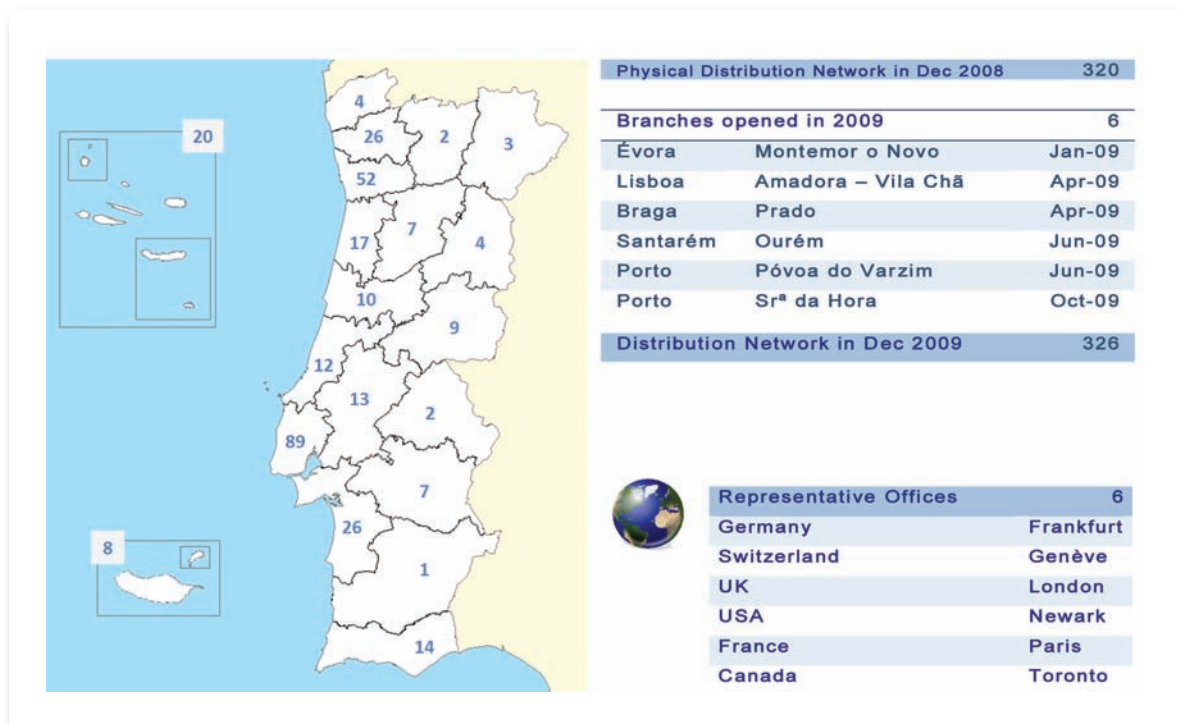 4
26
2
3
20
52
17
7
4
10
9
12
13
2
89
7
26
8
1
14
Physical Distribution Network in Dec 2008 320
Branches opened in 2009 6
Évora Montemor o Novo Jan-09
Lisboa Amadora – Vila Chã Apr-09
Braga Prado Apr-09
Santarém Ourém Jun-09
Porto Póvoa do Varzim Jun-09
Porto Srª da Hora Oct-09
Distribution Network in Dec 2009 326
Representative Offices 6
Germany Frankfurt
Switzerland Genève
UK London
USA Newark
France Paris
Canada Toronto